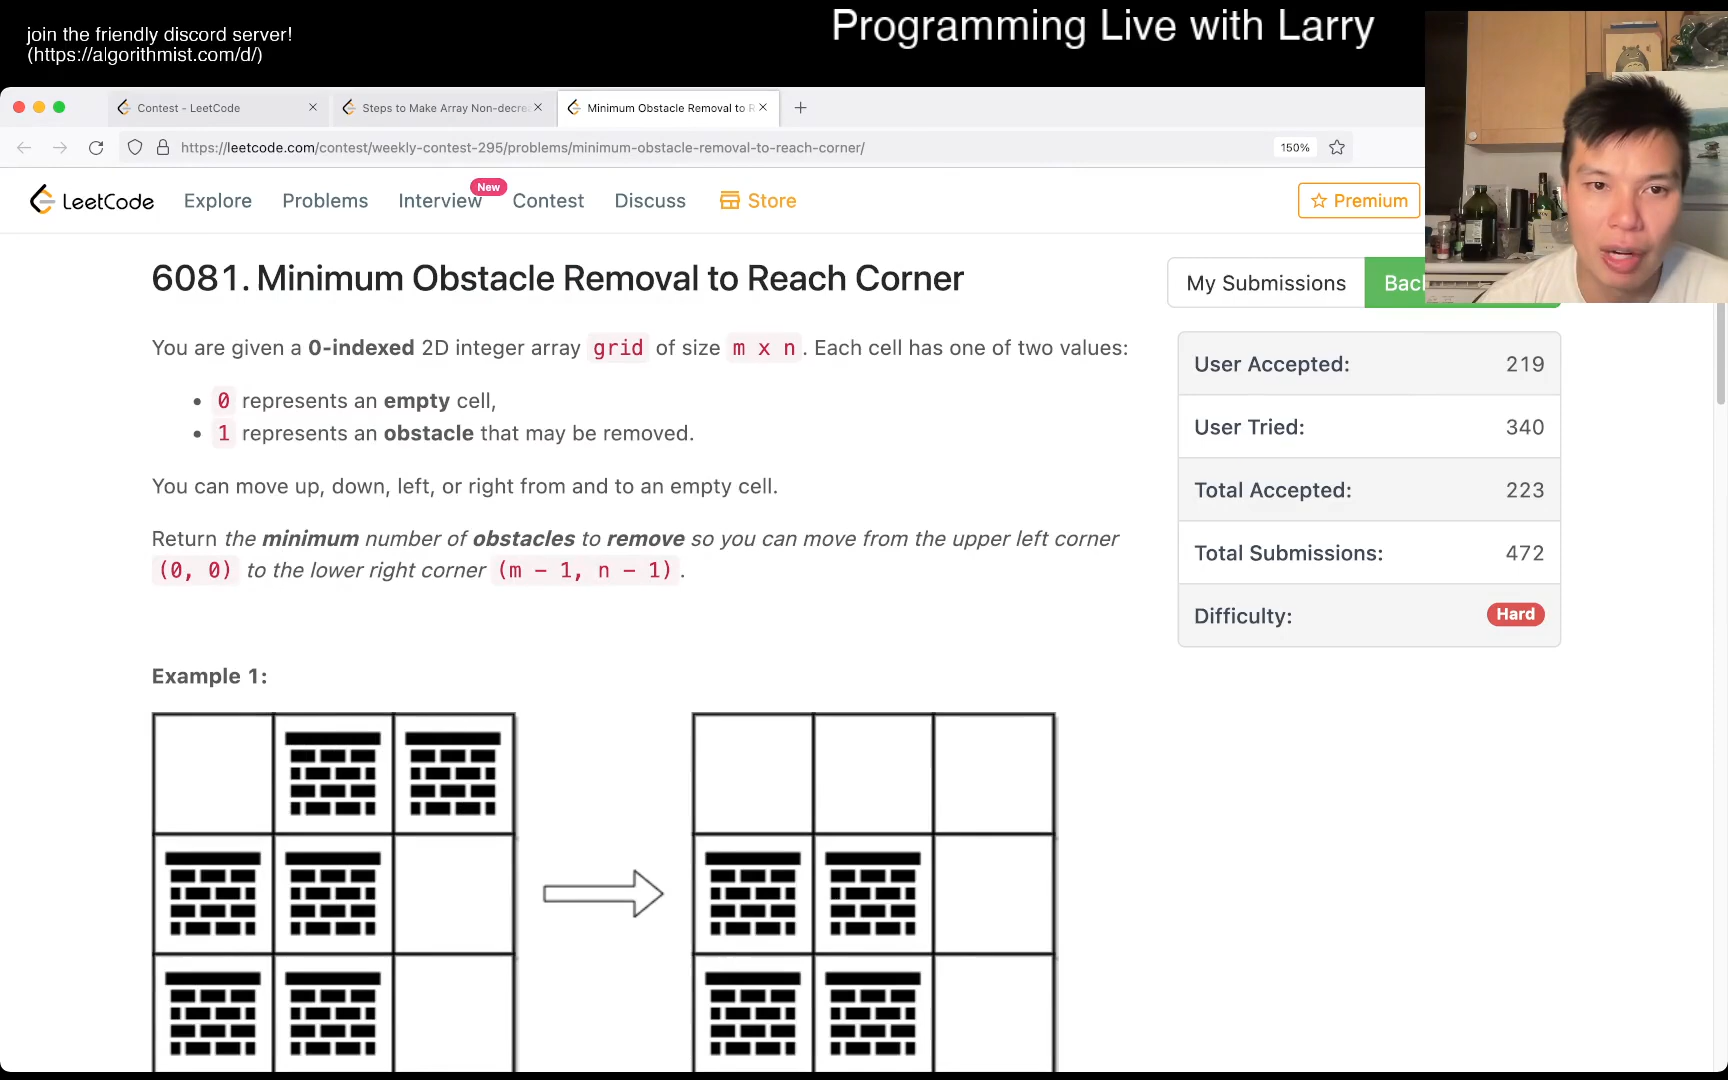 join the friendly discord server!
(https://algorithmist.com/d/)
Programming Live with Larry
Contest - LeetCode
Steps to Make Array Non-decre
Minimum Obstacle Removal to R
https://leetcode.com/contest/weekly-contest-295/problems/minimum-obstacle-removal-to-reach-corner/
150%
LeetCode
Explore
Problems
Interview
New
Contest
Discuss
Store
Premium
6081. Minimum Obstacle Removal to Reach Corner
My Submissions
Bac
You are given a 0-indexed 2D integer array grid of size m x n. Each cell has one of two values:
• 0 represents an empty cell,
• 1 represents an obstacle that may be removed.
You can move up, down, left, or right from and to an empty cell.
Return the minimum number of obstacles to remove so you can move from the upper left corner
(0, 0) to the lower right corner (m - 1, n - 1).
User Accepted: 219
User Tried: 340
Total Accepted: 223
Total Submissions: 472
Difficulty: Hard
Example 1: